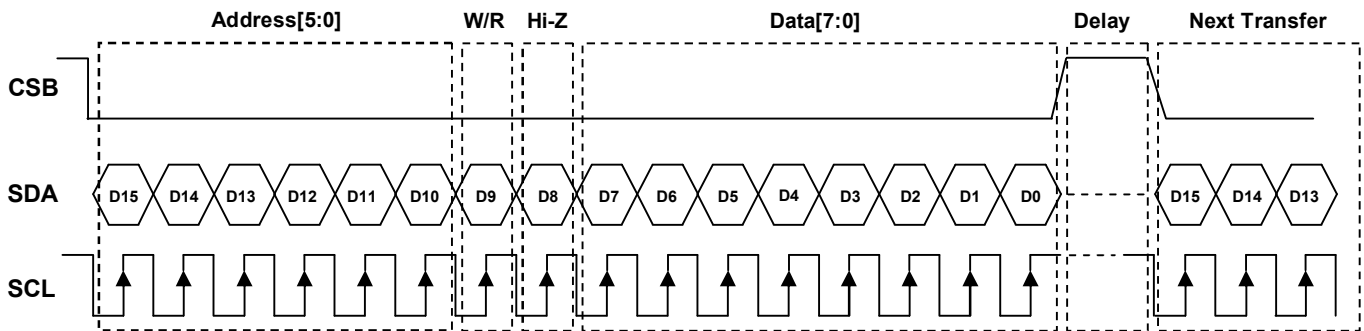 Address[5:0] W/R Hi-Z Data[7:0] Delay Next Transfer
CSB
SDA D15 D14 D13 D12 D11 D10 D9 D8 D7 D6 D5 D4 D3 D2 D1 D0 D15 D14 D13
SCL